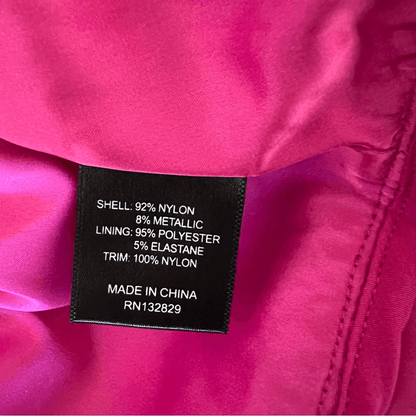 SHELL: 92% NYLON
8% METALLIC
LINING: 95% POLYESTER
5% ELASTANE
TRIM: 100% NYLON
MADE IN CHINA
RN132829